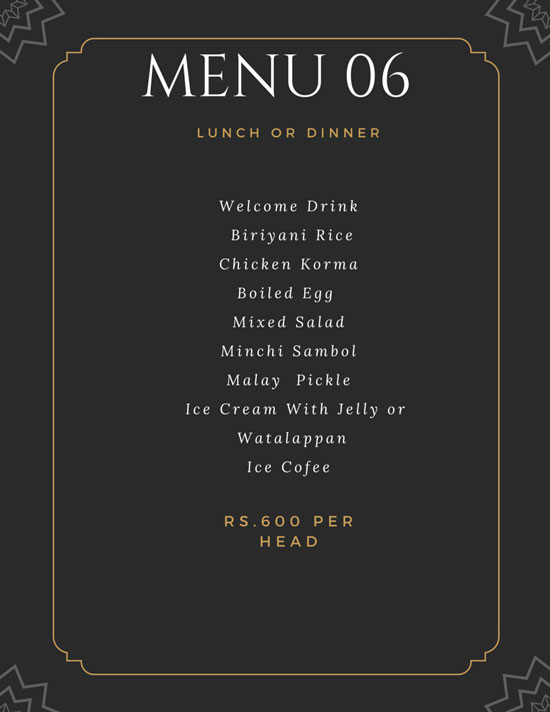 MENU 06
LUNCH OR DINNER
Welcome Drink
Biriyani Rice
Chicken Korma
Boiled Egg
Mixed Salad
Minchi Sambol
Malay Pickle
Ice Cream With Jelly or
Watalappan
Ice Cofee
RS.600 PER
HEAD